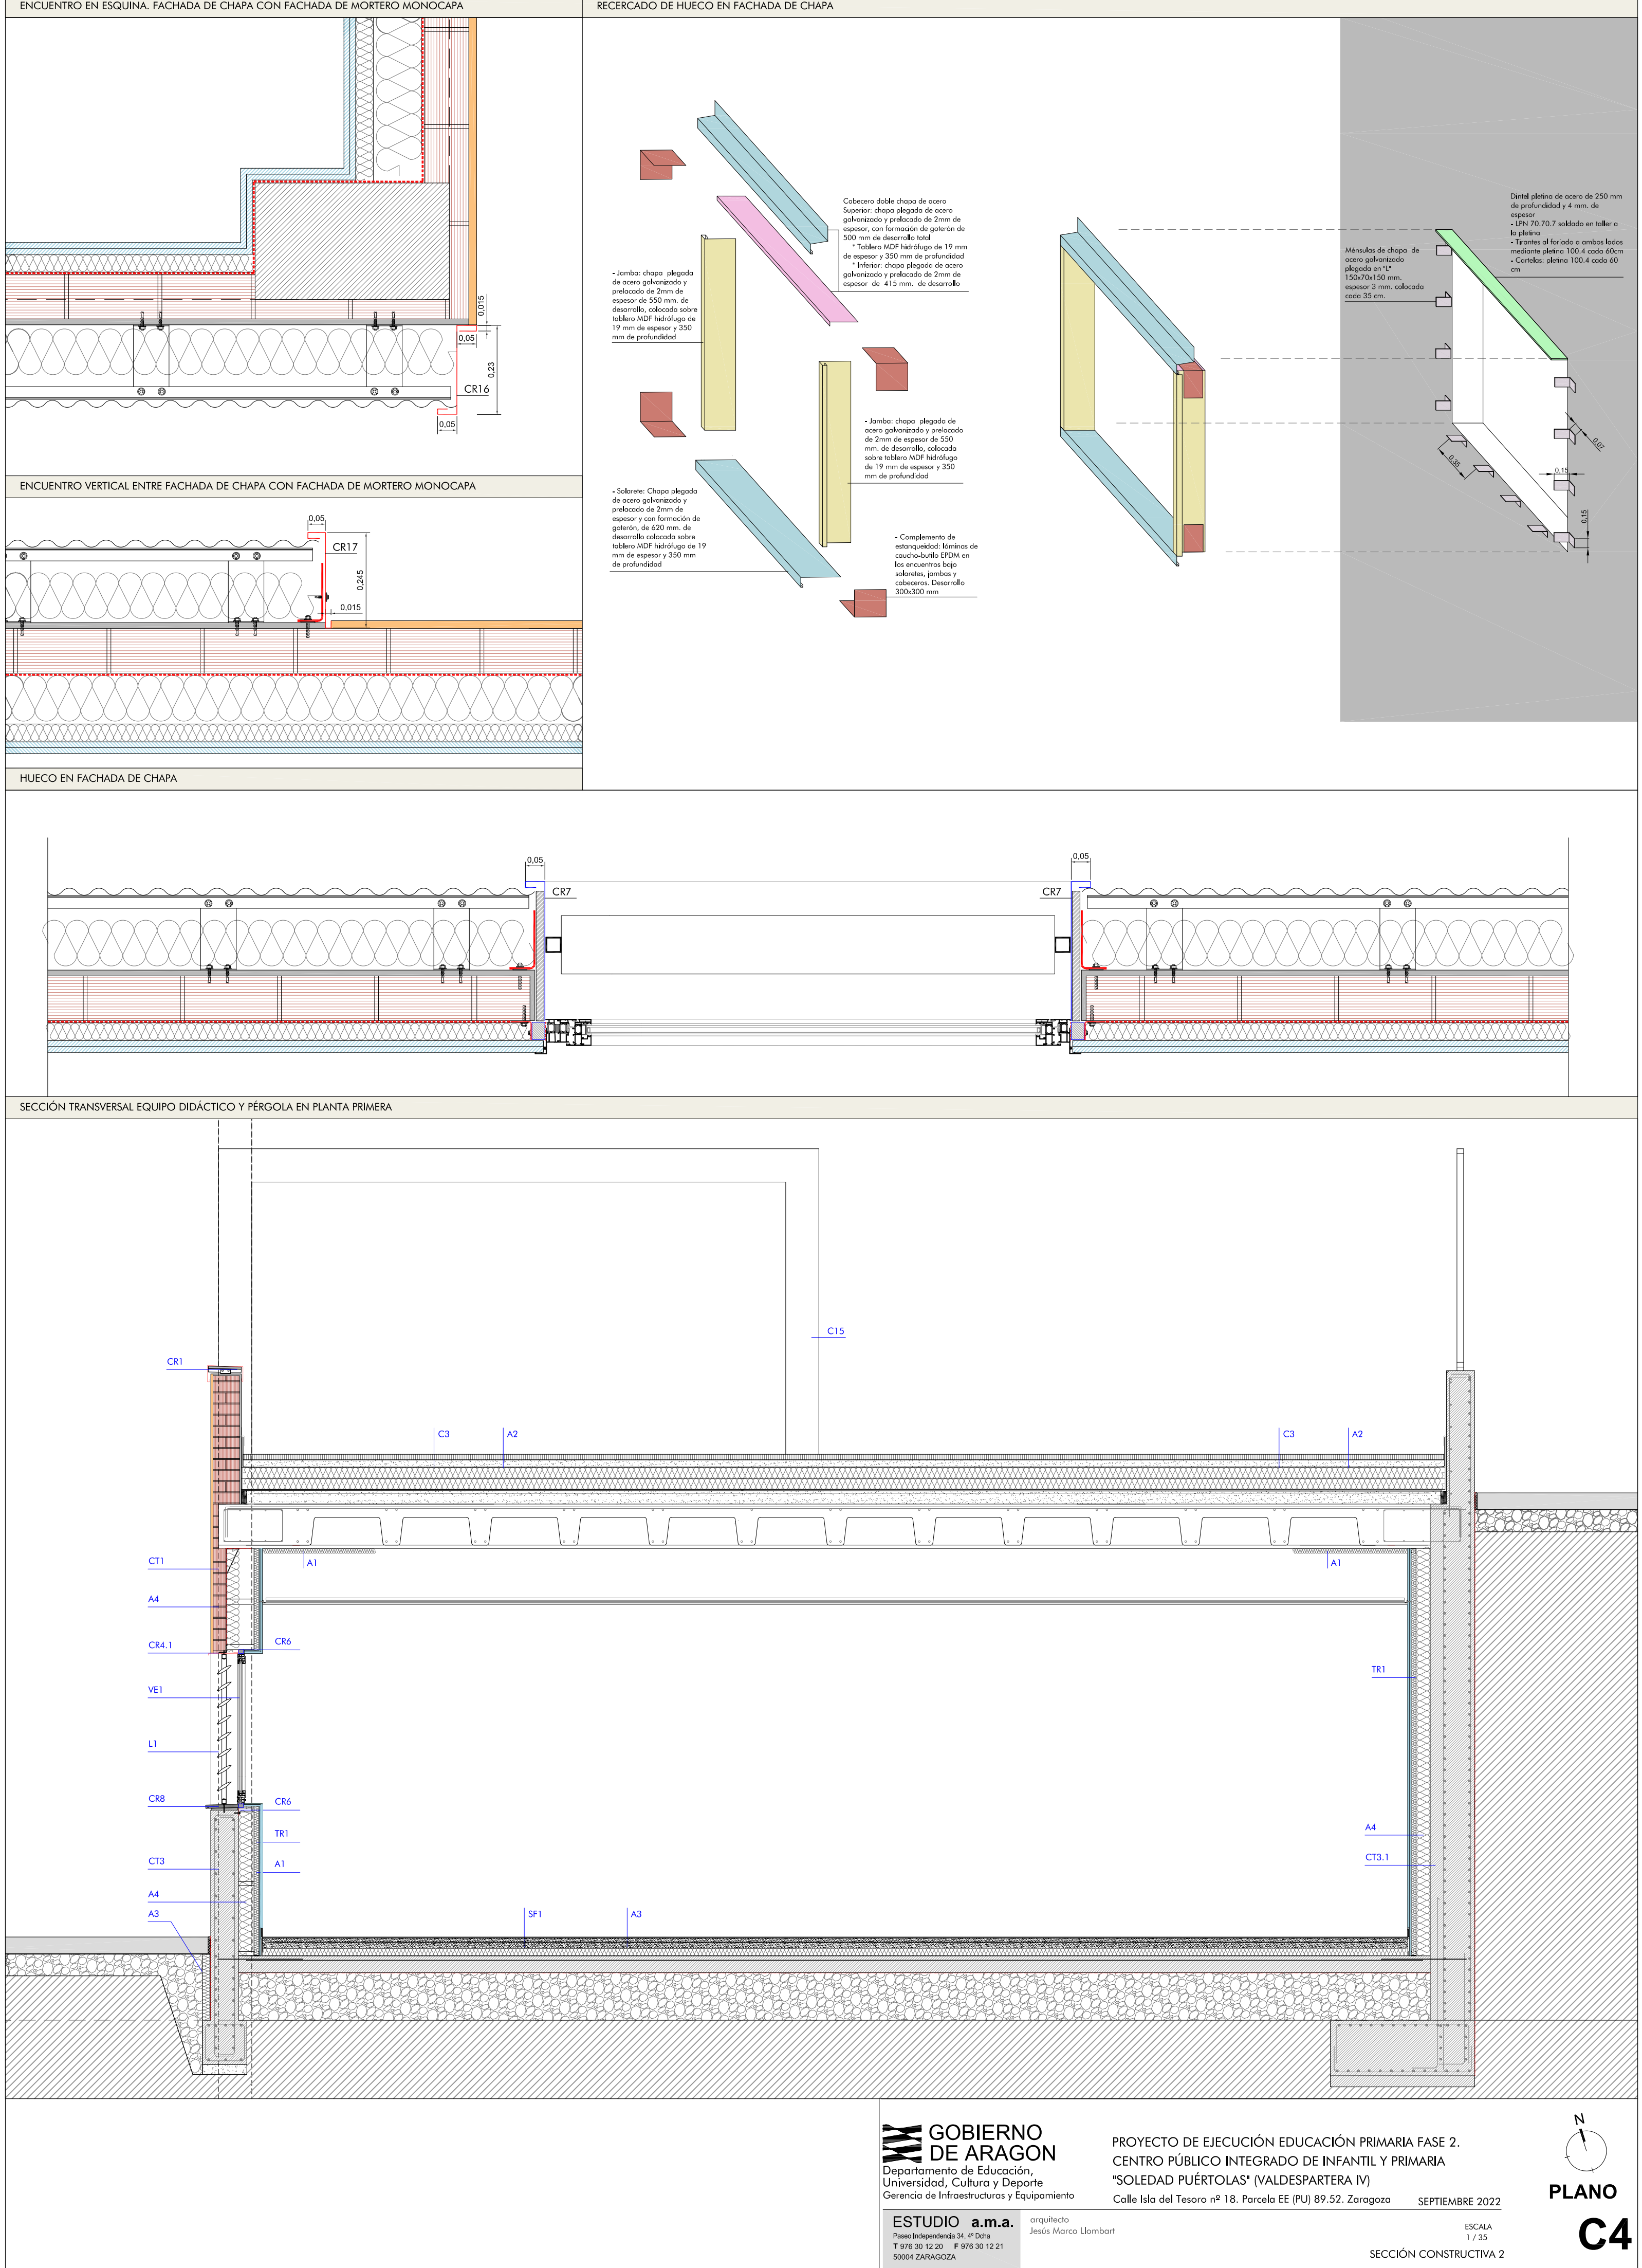 ENCUENTRO EN ESQUINA. FACHADA DE CHAPA CON FACHADA DE MORTERO MONOCAPA
0,015
0,05
0,23
CR16
0,05
ENCUENTRO VERTICAL ENTRE FACHADA DE CHAPA CON FACHADA DE MORTERO MONOCAPA
0,05
CR17
0,245
0,015
RECERCADO DE HUECO EN FACHADA DE CHAPA
Cabecero doble chapa de acero
Superior: chapa plegada de acero
galvanizado y prelacado de 2mm de
espesor, con formación de goterón de
500 mm de desarrollo total
* Tablero MDF hidrófugo de 19 mm
de espesor y 350 mm de profundidad
* Inferior: chapa plegada de acero
galvanizado y prelacado de 2mm de
espesor de 415 mm. de desarrollo
- Jamba: chapa plegada
de acero galvanizado y
prelacado de 2mm de
espesor de 550 mm. de
desarrollo, colocado sobre
tablero MDF hidrófugo de
19 mm de espesor y 350
mm de profundidad
- Jamba: chapa plegada de
acero galvanizado y prelacado
de 2mm de espesor de 550
mm. de desarrollo, colocada
sobre tablero MDF hidrófugo
de 19 mm de espesor y 350
mm de profundidad
- Solarete: Chapa plegada
de acero galvanizado y
prelacado de 2mm de
espesor y con formación de
goterón, de 620 mm. de
desarrollo colocada sobre
tablero MDF hidrófugo de 19
mm de espesor y 350 mm
de profundidad
- Complemento de
estanqueidad: láminas de
caucho-butilo EPDM en
los encuentros bajo
solaretes, jambas y
cabeceros. Desarrollo
300x300 mm
Ménsulas de chapa de
acero galvanizado
plegada en "L"
150x70x150 mm.
espesor 3 mm. colocada
cada 35 cm.
Dintel pletina de acero de 250 mm
de profundidad y 4 mm. de
espesor
- LPN 70.70.7 soldado en taller a
la pletina
- Tirantes al forjado a ambos lados
mediante pletina 100.4 cada 60cm
- Cartelas: pletina 100.4 cada 60
cm
0,07
0,35
0,15
0,15
HUECO EN FACHADA DE CHAPA
0,05
CR7
0,05
CR7
SECCIÓN TRANSVERSAL EQUIPO DIDÁCTICO Y PÉRGOLA EN PLANTA PRIMERA
C15
CR1
C3
A2
C3
A2
CT1
A1
A1
A4
CR4.1
CR6
TR1
VE1
L1
CR8
CR6
TR1
A4
CT3
A1
CT3.1
A4
A3
SF1
A3
GOBIERNO
DE ARAGON
Departamento de Educación,
Universidad, Cultura y Deporte
Gerencia de Infraestructuras y Equipamiento
PROYECTO DE EJECUCIÓN EDUCACIÓN PRIMARIA FASE 2.
CENTRO PÚBLICO INTEGRADO DE INFANTIL Y PRIMARIA
"SOLEDAD PUÉRTOLAS" (VALDESPARTERA IV)
Calle Isla del Tesoro nº 18. Parcela EE (PU) 89.52. Zaragoza
SEPTIEMBRE 2022
N
PLANO
C4
ESTUDIO a.m.a.
Paseo Independencia 34, 4º Dcha
T 976 30 12 20 F 976 30 12 21
50004 ZARAGOZA
arquitecto
Jesús Marco Llombart
ESCALA
1 / 35
SECCIÓN CONSTRUCTIVA 2